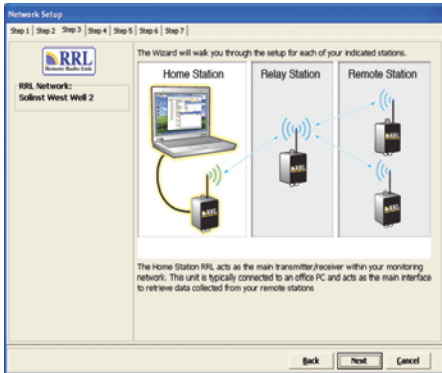 Network Setup
Step 1 Step 2 Step 3 Step 4 Step 5 Step 6 Step 7
RRL
Remote Radio Link
RRL Network:
Solinst West Well 2
The Wizard will walk you through the setup for each of your indicated stations.
Home Station Relay Station Remote Station
RRL
RRL
RRL
RRL
The Home Station RRL acts as the main transmitter/receiver within your monitoring
network. This unit is typically connected to an office PC and acts as the main interface
to retrieve data collected from your remote stations
Back Next Cancel